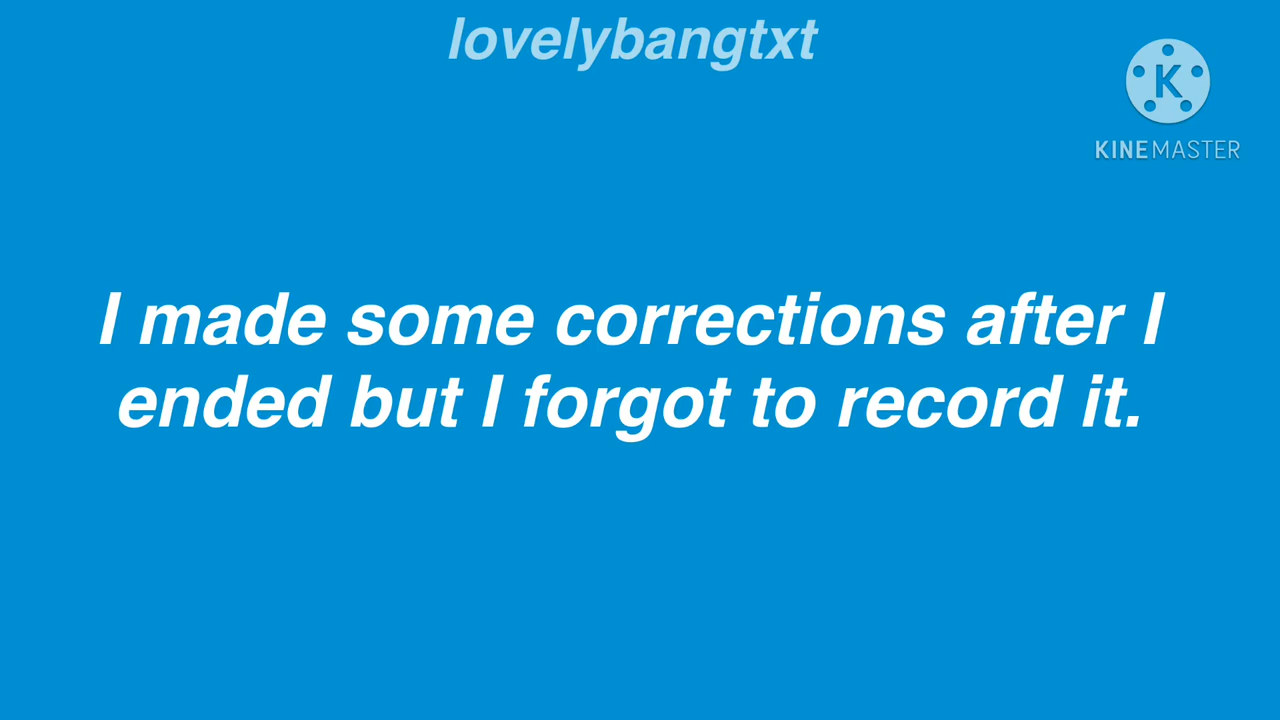 lovelybangtxt
K
KINEMASTER
I made some corrections after I
ended but I forgot to record it.